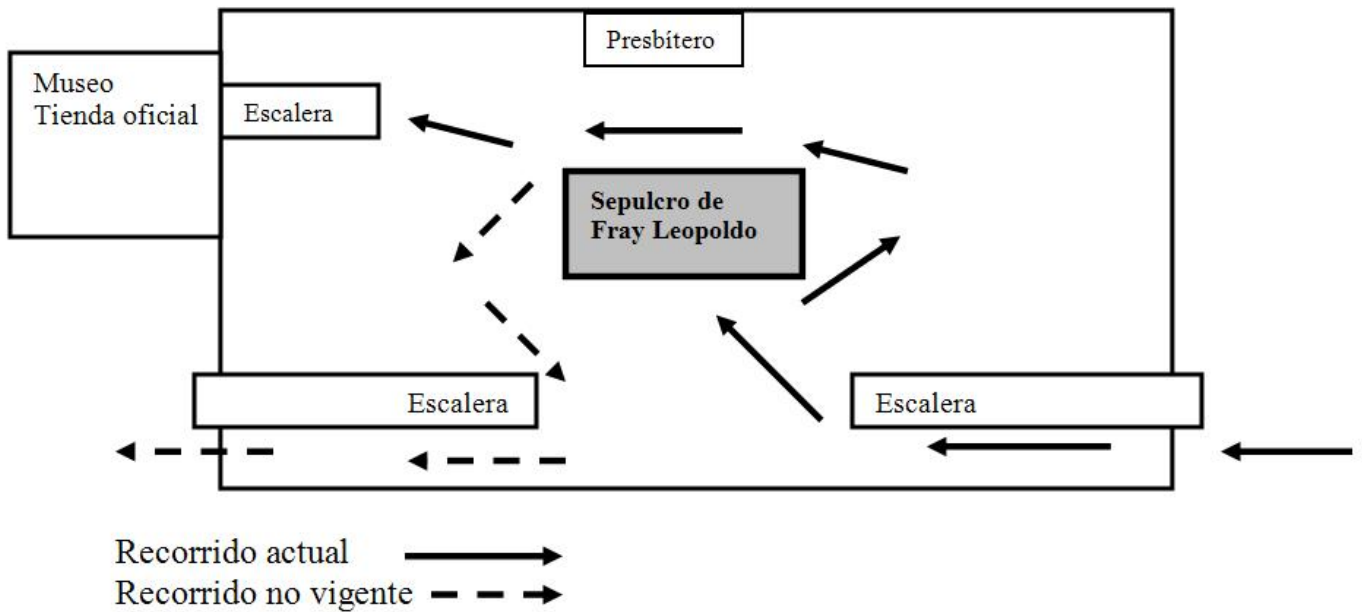 Presbítero
Museo
Tienda oficial
Escalera
Sepulcro de
Fray Leopoldo
Escalera
Escalera
Recorrido actual
Recorrido no vigente